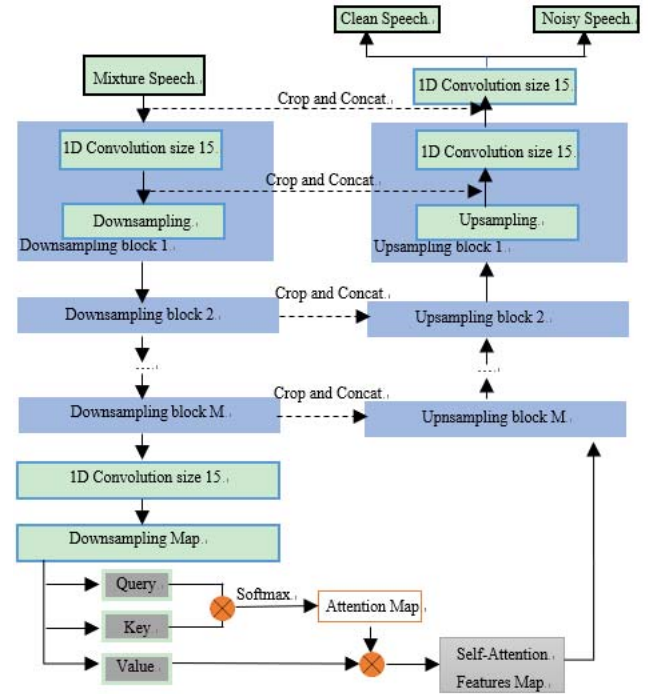 Clean Speech.
Noisy Speech.
Mixture Speech.
1D Convolution size 15.
Crop and Concat.
1D Convolution size 15.
1D Convolution size 15.
Crop and Concat.
Downsampling.
Upsampling.
Downsampling block 1.
Upsampling block 1.
Crop and Concat.
Downsampling block 2.
Upsampling block 2.
.....
.....
Crop and Concat.
Downsampling block M.
Upnsampling block M.
1D Convolution size 15.
Downsampling Map.
Query.
Softmax.
Attention Map.
Key.
Value.
Self-Attention.
Features Map.